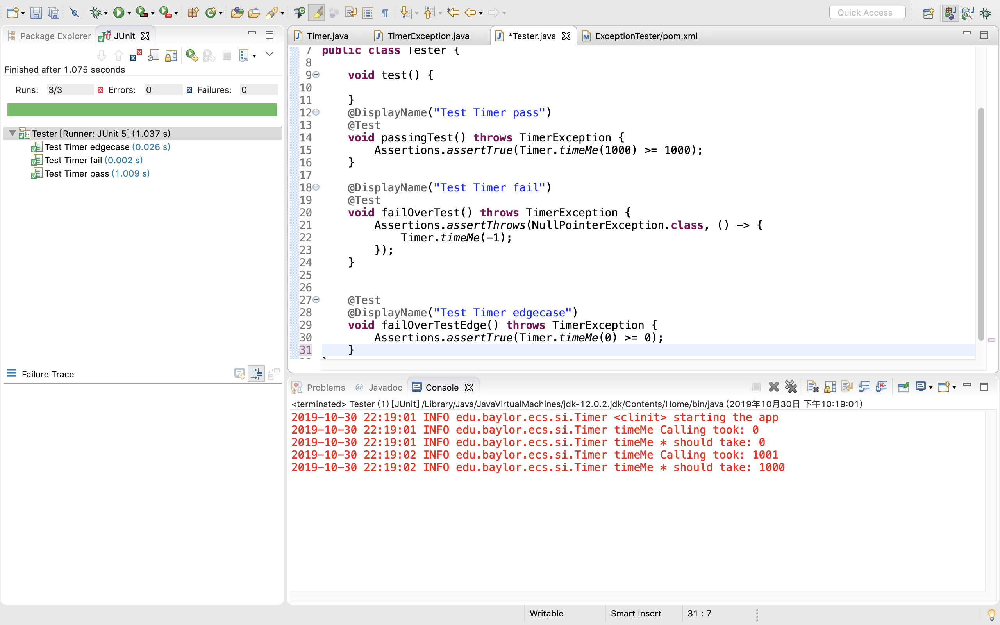 Quick Access
Package Explorer
JUnit
Finished after 1.075 seconds
Runs: 3/3 Errors: 0 Failures: 0
Tester [Runner: JUnit 5] (1.037 s)
Test Timer edgecase (0.026 s)
Test Timer fail (0.002 s)
Test Timer pass (1.009 s)
Failure Trace
Timer.java
TimerException.java
*Tester.java
ExceptionTester/pom.xml
7 public class Tester {
8
9 void test() {
10
11 }
12 @DisplayName("Test Timer pass")
13 @Test
14 void passingTest() throws TimerException {
15 Assertions.assertTrue(Timer.timeMe(1000) >= 1000);
16 }
17
18 @DisplayName("Test Timer fail")
19 @Test
20 void failOverTest() throws TimerException {
21 Assertions.assertThrows(NullPointerException.class, () -> {
22 Timer.timeMe(-1);
23 });
24 }
25
26
27 @Test
28 @DisplayName("Test Timer edgecase")
29 void failOverTestEdge() throws TimerException {
30 Assertions.assertTrue(Timer.timeMe(0) >= 0);
31 }
Problems
@ Javadoc
Console
<terminated> Tester (1) [JUnit] /Library/Java/JavaVirtualMachines/jdk-12.0.2.jdk/Contents/Home/bin/java (2019年10月30日 下午10:19:01)
2019-10-30 22:19:01 INFO edu.baylor.ecs.si.Timer <clinit> starting the app
2019-10-30 22:19:01 INFO edu.baylor.ecs.si.Timer timeMe Calling took: 0
2019-10-30 22:19:01 INFO edu.baylor.ecs.si.Timer timeMe * should take: 0
2019-10-30 22:19:02 INFO edu.baylor.ecs.si.Timer timeMe Calling took: 1001
2019-10-30 22:19:02 INFO edu.baylor.ecs.si.Timer timeMe * should take: 1000
Writable
Smart Insert
31 : 7